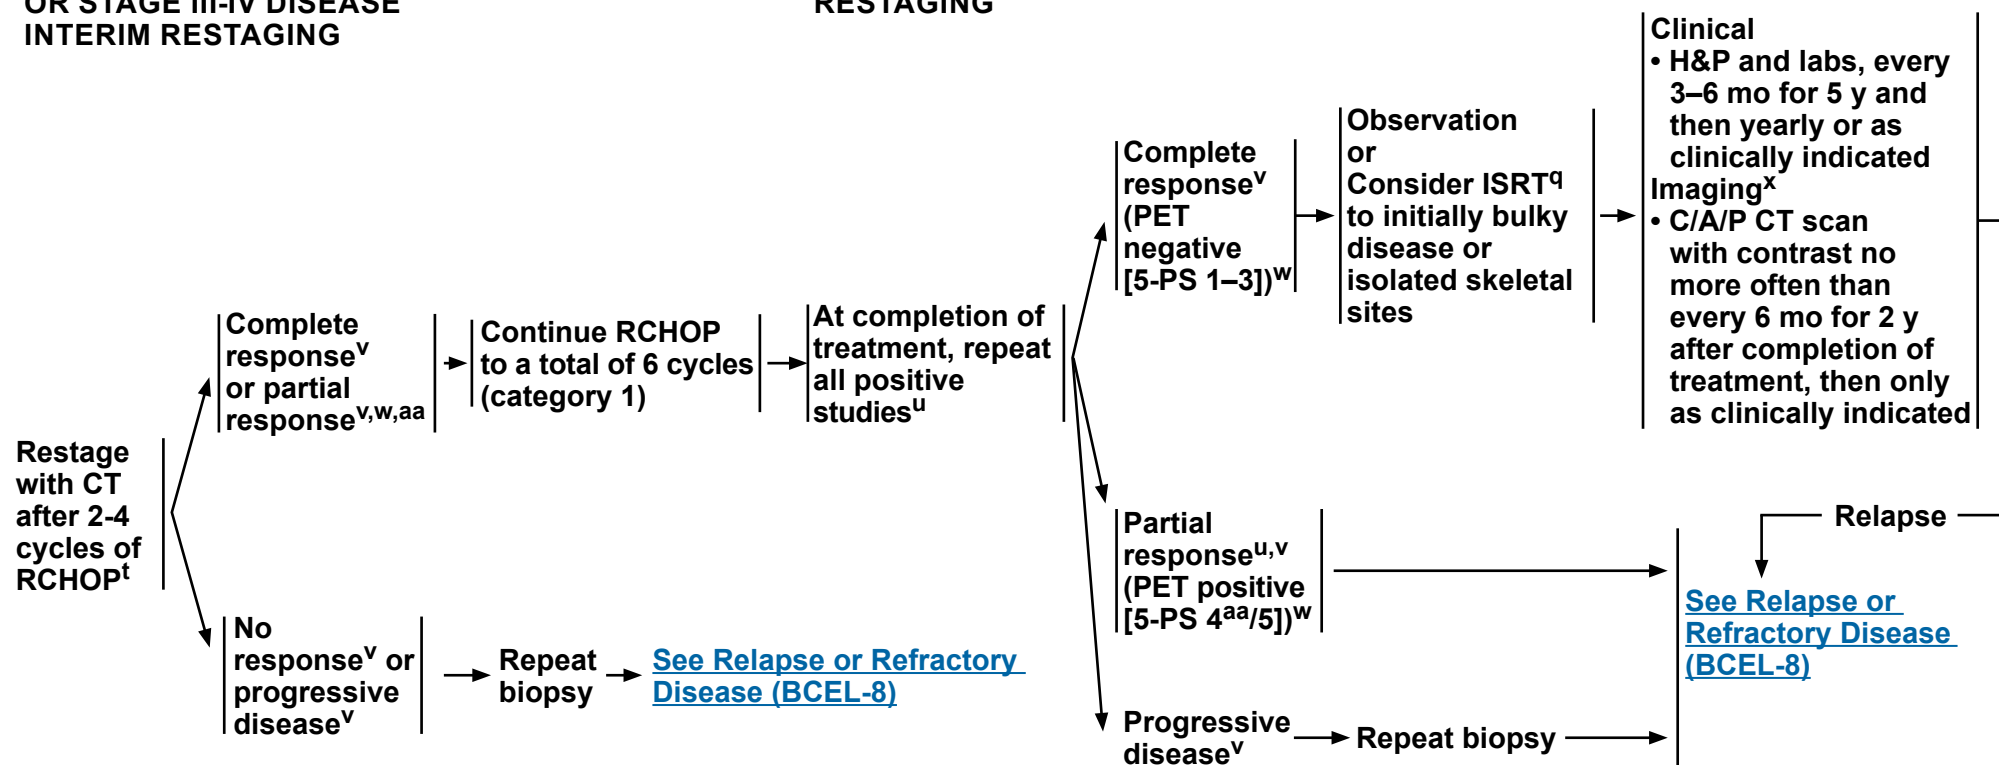 OR STAGE III-IV DISEASE
INTERIM RESTAGING
RESTAGING
Restage
with CT
after 2-4
cycles of
RCHOPt
Complete
responsev
or partial
responsev,w,aa
Continue RCHOP
to a total of 6 cycles
(category 1)
At completion of
treatment, repeat
all positive
studiesu
No
responsev or
progressive
diseasev
Repeat
biopsy
See Relapse or Refractory
Disease (BCEL-8)
Complete
responsev
(PET
negative
[5-PS 1–3])w
Observation
or
Consider ISRTq
to initially bulky
disease or
isolated skeletal
sites
Clinical
• H&P and labs, every
3–6 mo for 5 y and
then yearly or as
clinically indicated
Imagingx
• C/A/P CT scan
with contrast no
more often than
every 6 mo for 2 y
after completion of
treatment, then only
as clinically indicated
Partial
responseu,v
(PET positive
[5-PS 4aa/5])w
Progressive
diseasev
Repeat biopsy
Relapse
See Relapse or
Refractory Disease
(BCEL-8)